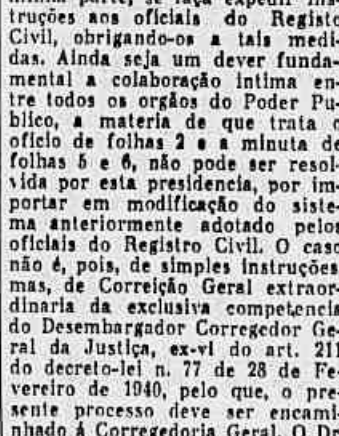 minha parte, se faça expedir ins-
truções aos oficiais do Registo
Civil, obrigando-os a tais medi-
das. Ainda seja um dever funda-
mental a colaboração intima en-
tre todos os orgãos do Poder Pu-
blico, a materia de que trata o
oficio de folhas 2 e a minuta de
folhas 5 e 6, não pode ser resol-
vida por esta presidencia, por im-
portar em modificação do siste-
ma anteriormente adotado pelos
oficiais do Registro Civil. O caso
não é, pois, de simples instruções
mas, de Correição Geral extraor-
dinaria da exclusiva competencia
do Desembargador Corregedor Ge-
ral da Justiça, ex-vi do art. 211
do decreto-lei n. 77 de 28 de Fe-
vereiro de 1940, pelo que, o pre-
sente processo deve ser encami-
nhado á Corregedoria Geral. O Dr